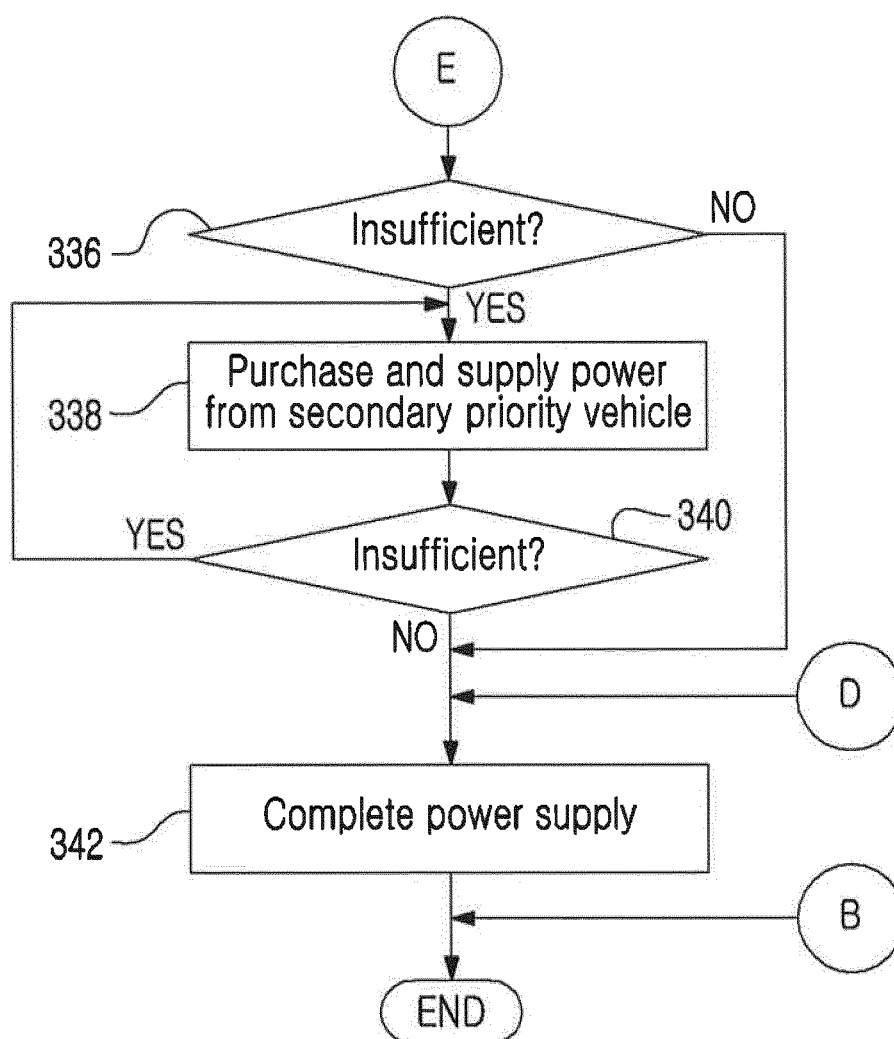 E
Insufficient?
NO
336
YES
Purchase and supply power
from secondary priority vehicle
338
340
YES
Insufficient?
NO
D
Complete power supply
342
B
END